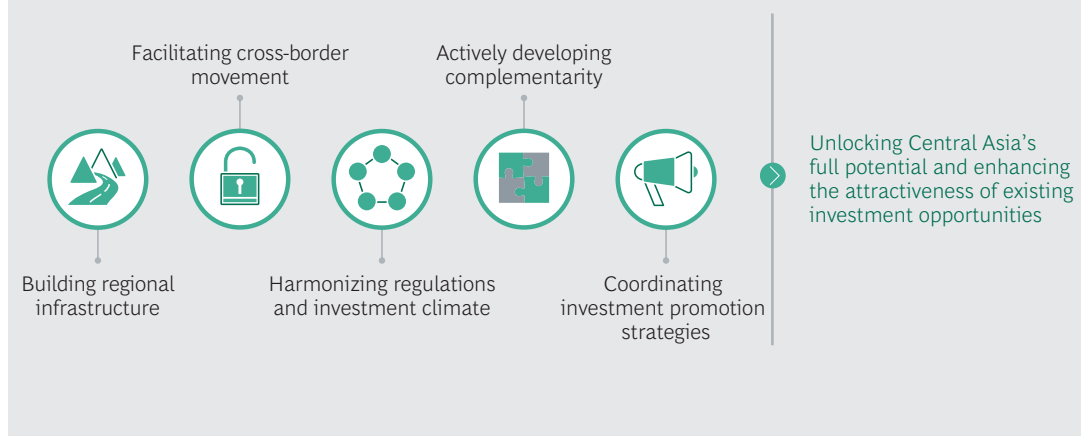 Facilitating cross-border
movement
Actively developing
complementarity
Building regional
infrastructure
Harmonizing regulations
and investment climate
Coordinating
investment promotion
strategies
Unlocking Central Asia’s
full potential and enhancing
the attractiveness of existing
investment opportunities